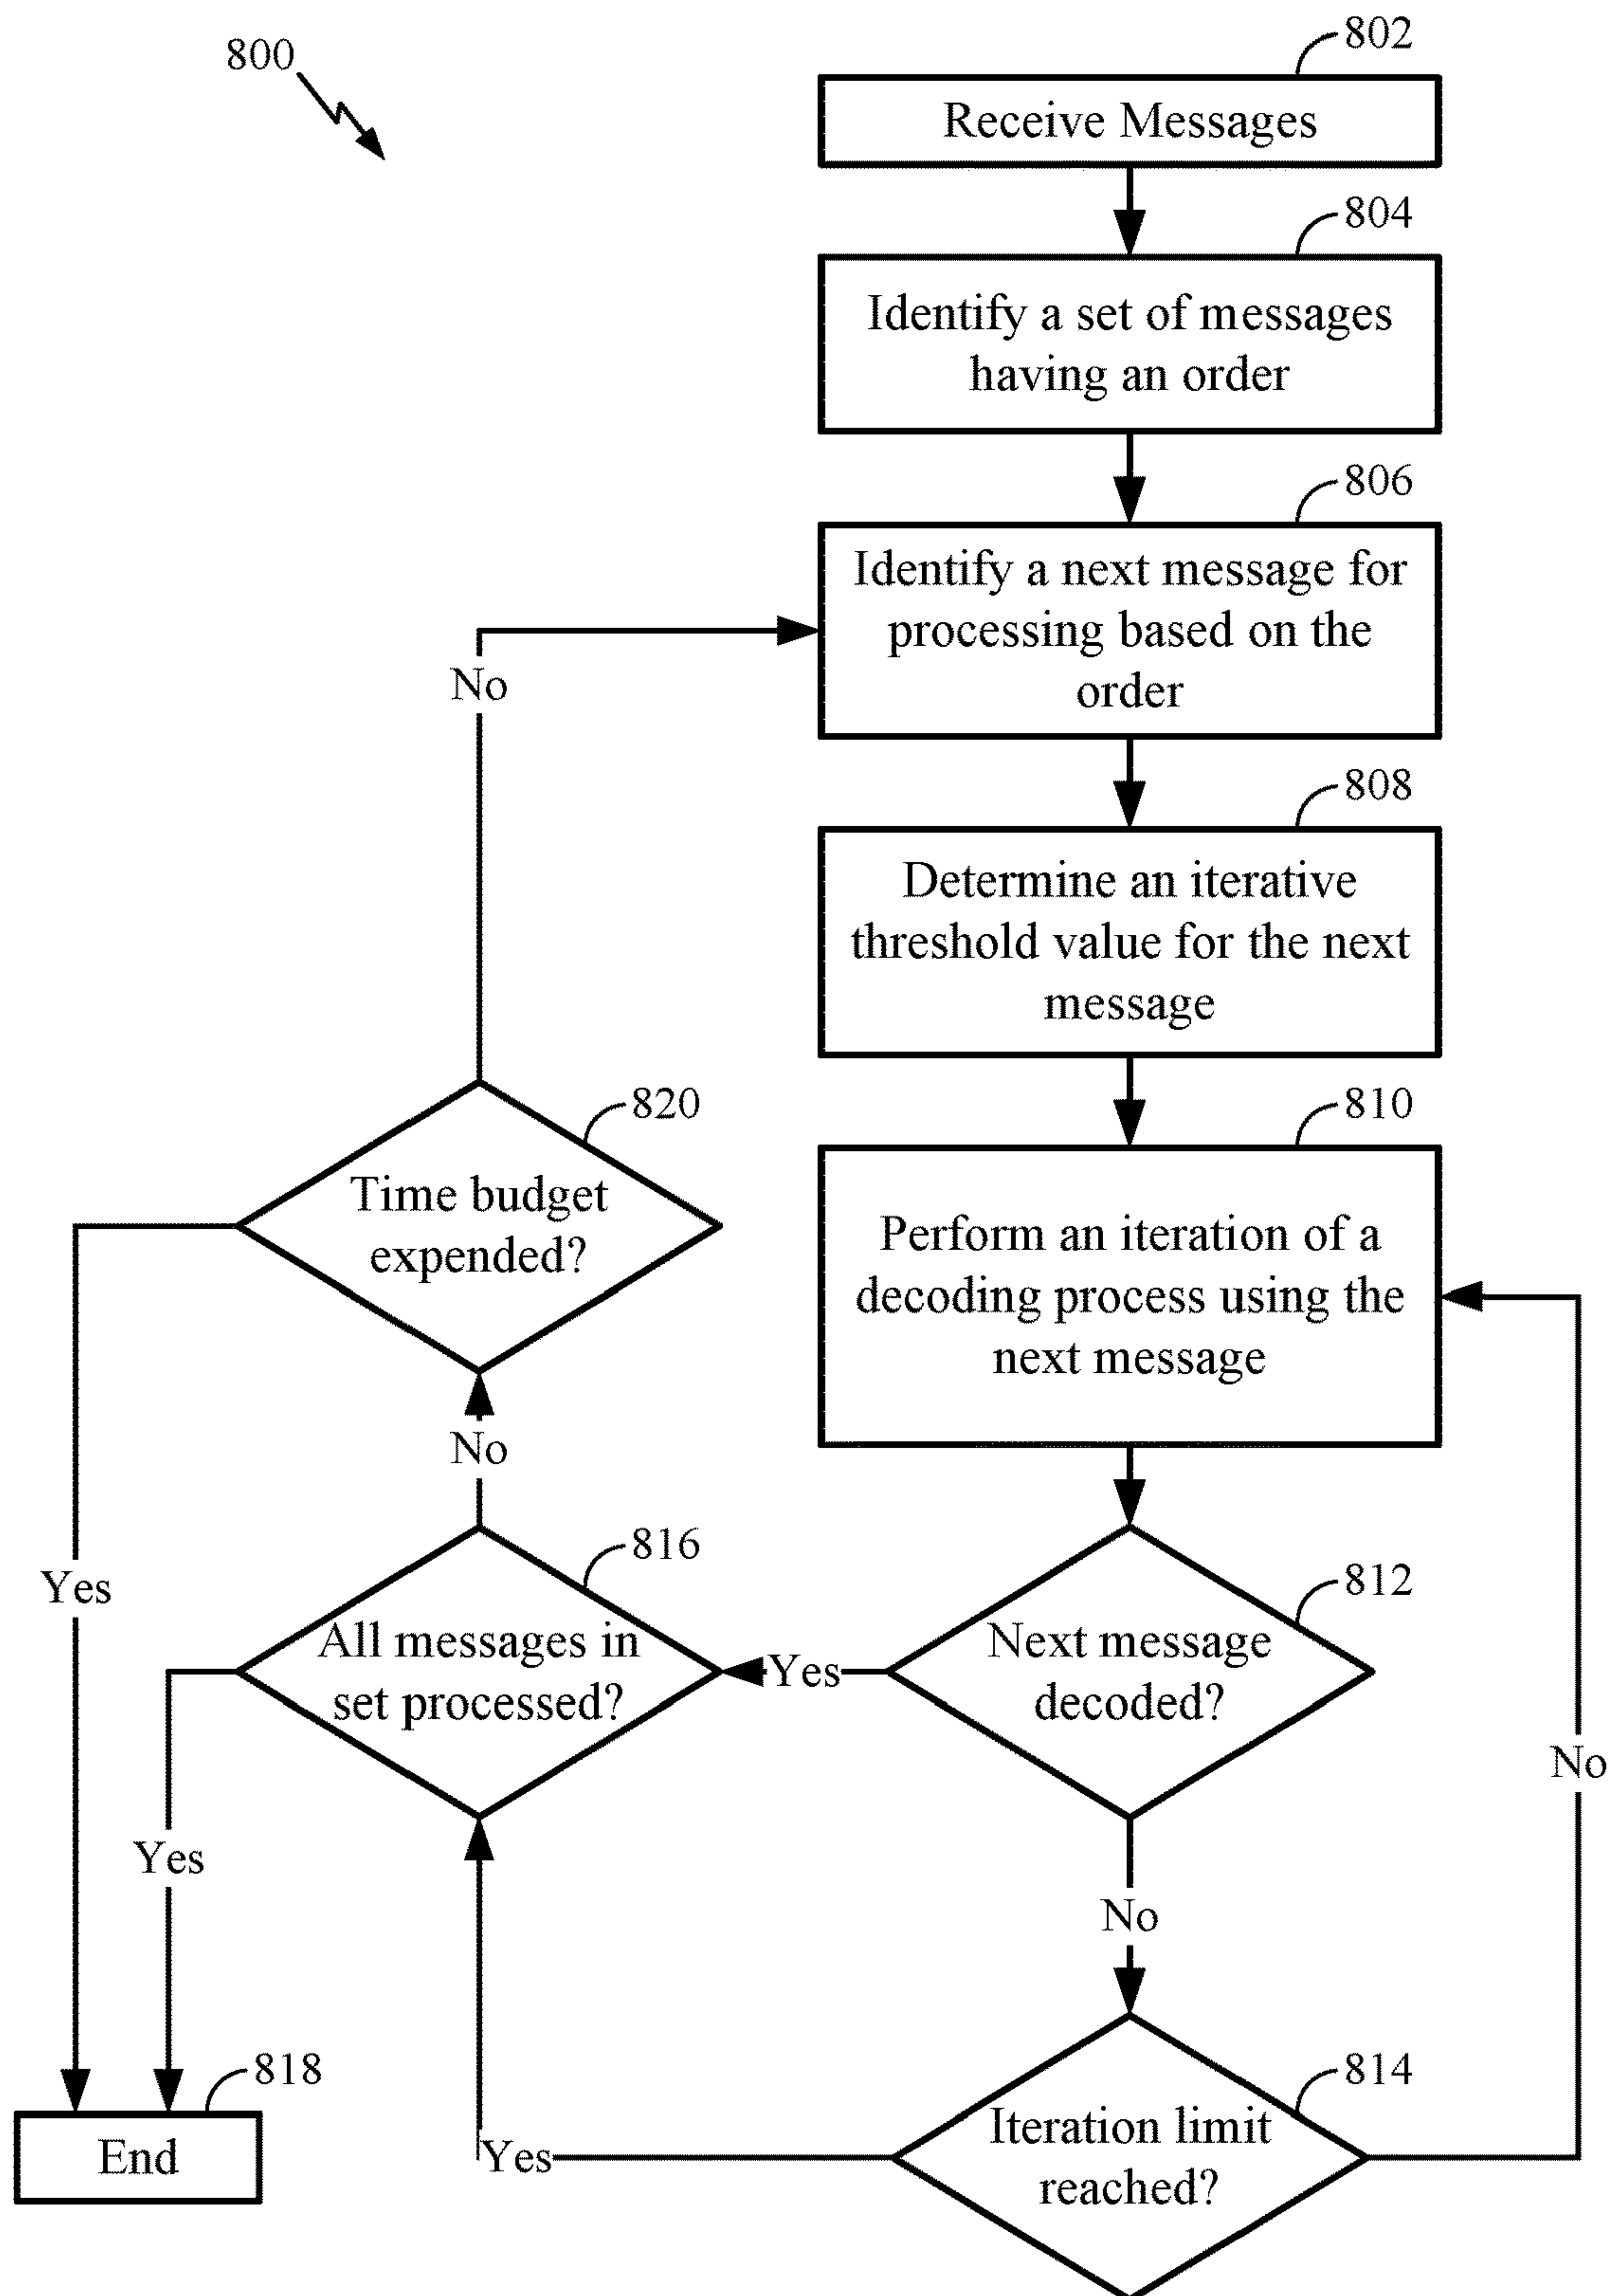 800
802
Receive Messages
804
Identify a set of messages
having an order
806
Identify a next message for
processing based on the
order
No
808
Determine an iterative
threshold value for the next
message
820
Time budget
expended?
810
Perform an iteration of a
decoding process using the
next message
No
816
All messages in
set processed?
Yes
812
Next message
decoded?
Yes
No
Yes
No
818
End
814
Iteration limit
reached?
Yes